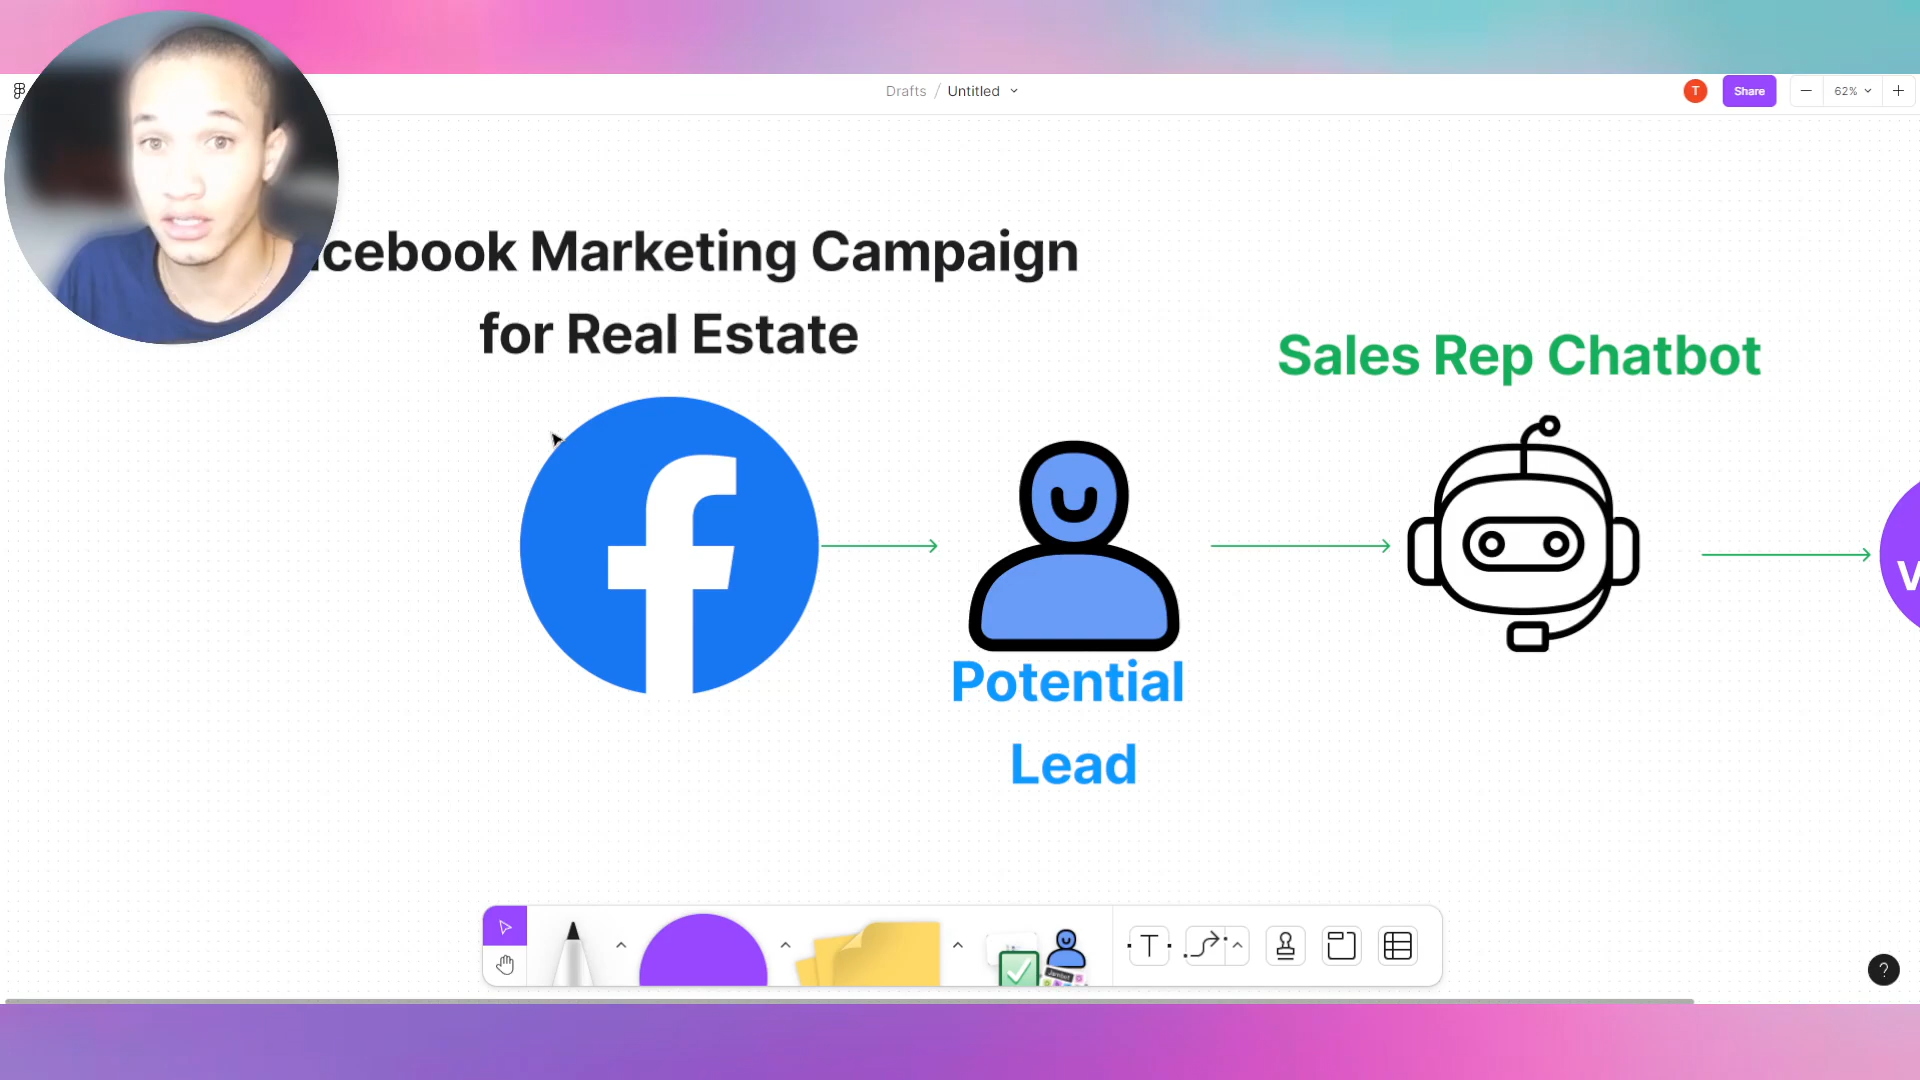 Drafts / Untitled
T
Share
62%
cebook Marketing Campaign
for Real Estate
Sales Rep Chatbot
Potential
Lead
T
?